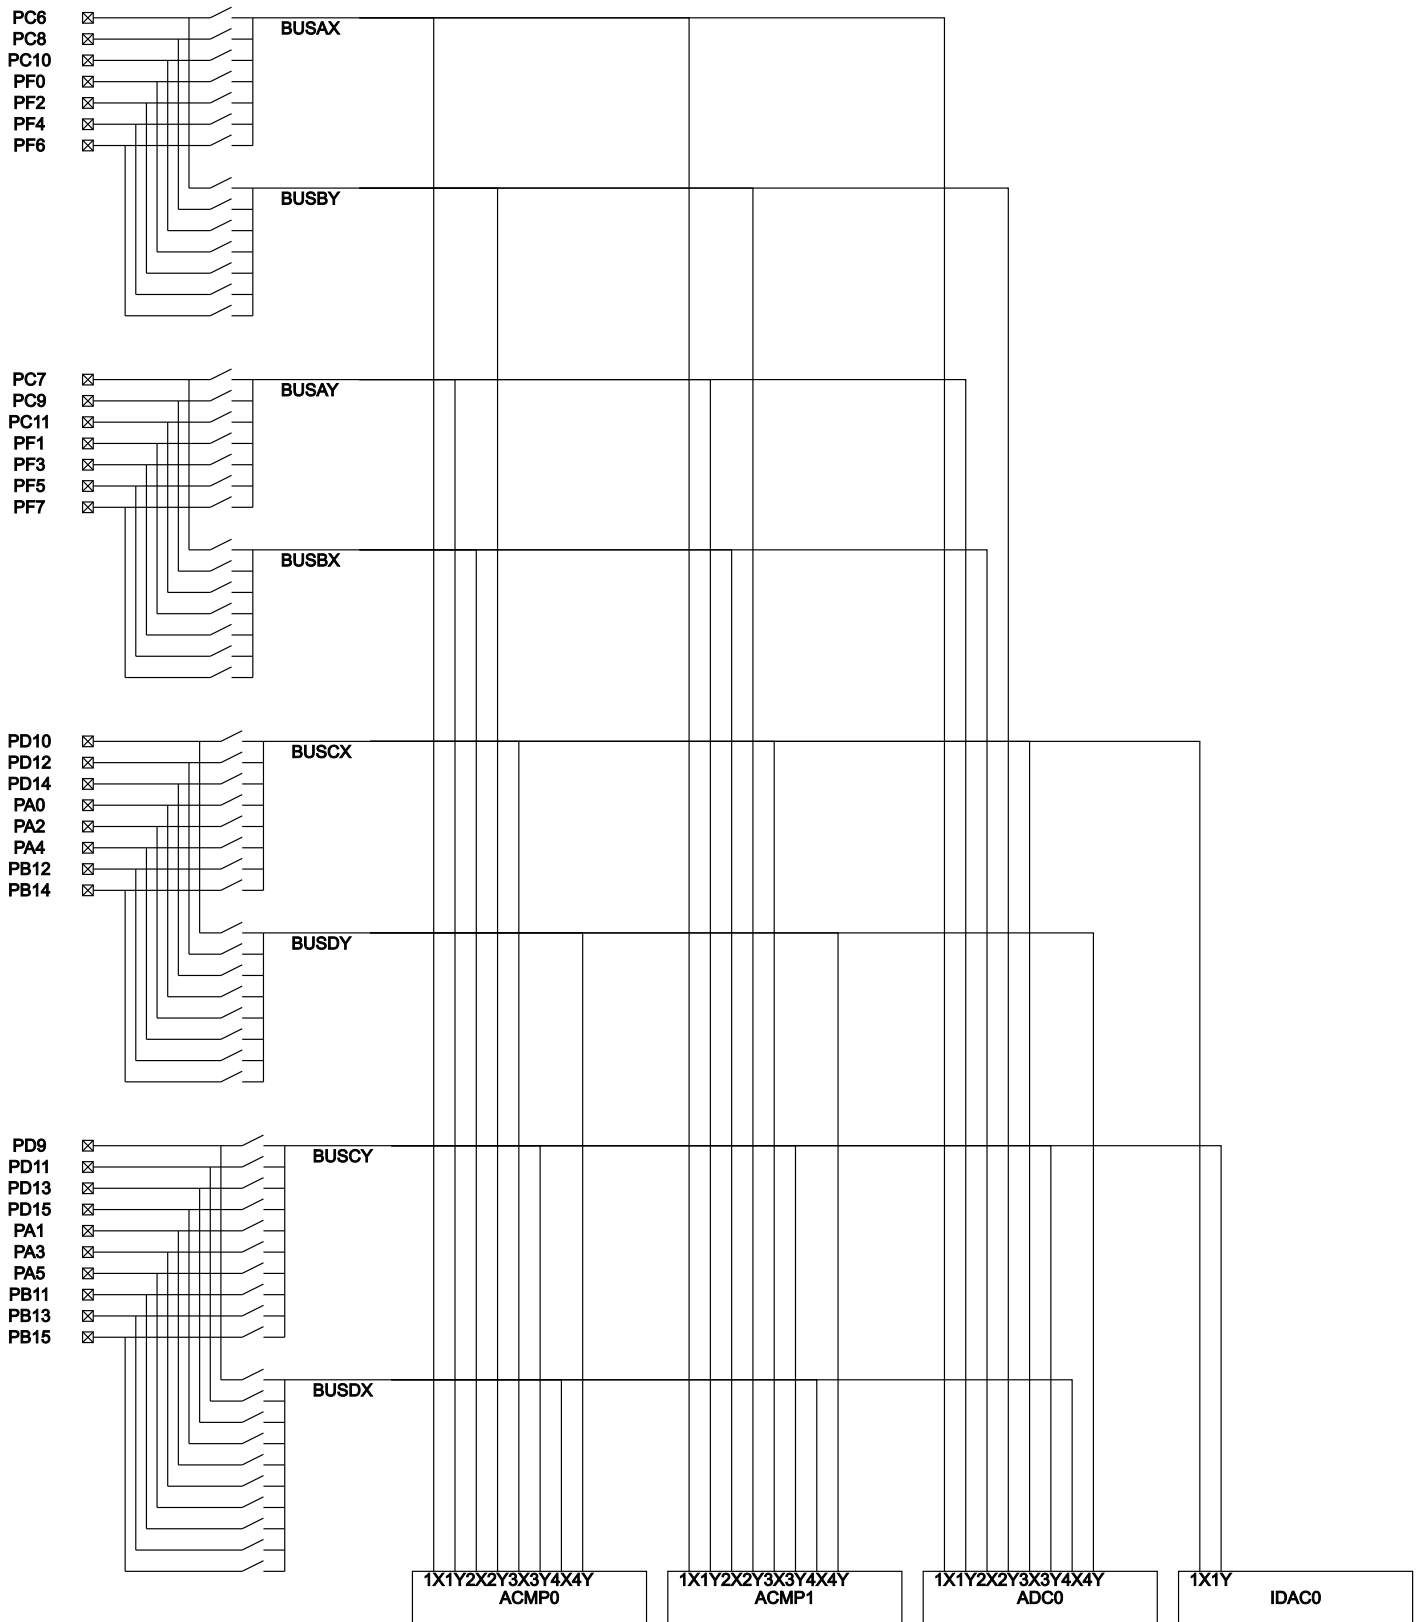 PC6
PC8
PC10
PF0
PF2
PF4
PF6
BUSAX
BUSBY
PC7
PC9
PC11
PF1
PF3
PF5
PF7
BUSAY
BUSBX
PD10
PD12
PD14
PA0
PA2
PA4
PB12
PB14
BUSCX
BUSDY
PD9
PD11
PD13
PD15
PA1
PA3
PA5
PB11
PB13
PB15
BUSCY
BUSDX
1X1Y2X2Y3X3Y4X4Y
ACMP0
1X1Y2X2Y3X3Y4X4Y
ACMP1
1X1Y2X2Y3X3Y4X4Y
ADC0
1X1Y
IDAC0